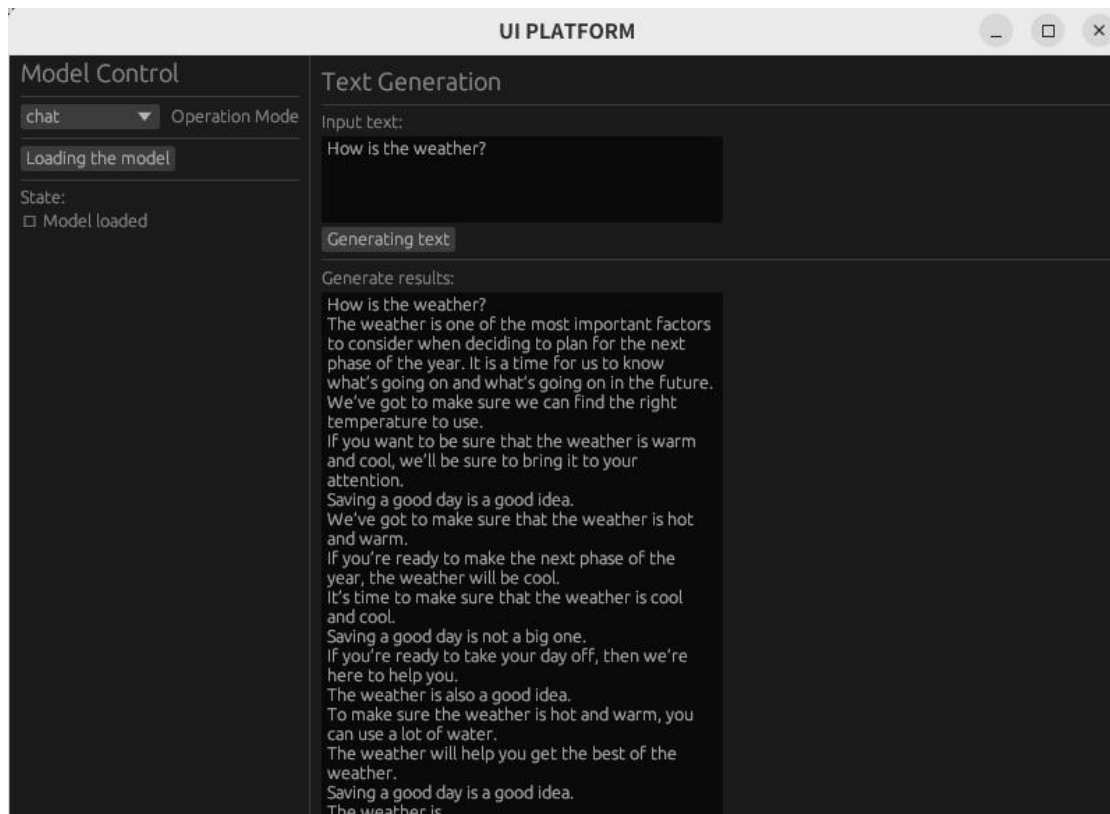 UI PLATFORM
Model Control
chat
Operation Mode
Loading the model
State:
Model loaded
Text Generation
Input text:
How is the weather?
Generating text
Generate results:
How is the weather?
The weather is one of the most important factors
to consider when deciding to plan for the next
phase of the year. It is a time for us to know
what's going on and what's going on in the future.
We've got to make sure we can find the right
temperature to use.
If you want to be sure that the weather is warm
and cool, we'll be sure to bring it to your
attention.
Saving a good day is a good idea.
We've got to make sure that the weather is hot
and warm.
If you're ready to make the next phase of the
year, the weather will be cool.
It's time to make sure that the weather is cool
and cool.
Saving a good day is not a big one.
If you're ready to take your day off, then we're
here to help you.
The weather is also a good idea.
To make sure the weather is hot and warm, you
can use a lot of water.
The weather will help you get the best of the
weather.
Saving a good day is a good idea.
The weather is